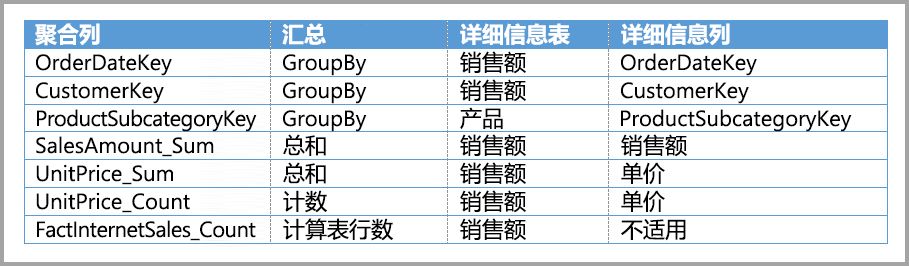 聚合列 汇总 详细信息表 详细信息列
OrderDateKey GroupBy 销售额 OrderDateKey
CustomerKey GroupBy 销售额 CustomerKey
ProductSubcategoryKey GroupBy 产品 ProductSubcategoryKey
SalesAmount_Sum 总和 销售额 销售额
UnitPrice_Sum 总和 销售额 单价
UnitPrice_Count 计数 销售额 单价
FactInternetSales_Count 计算表行数 销售额 不适用